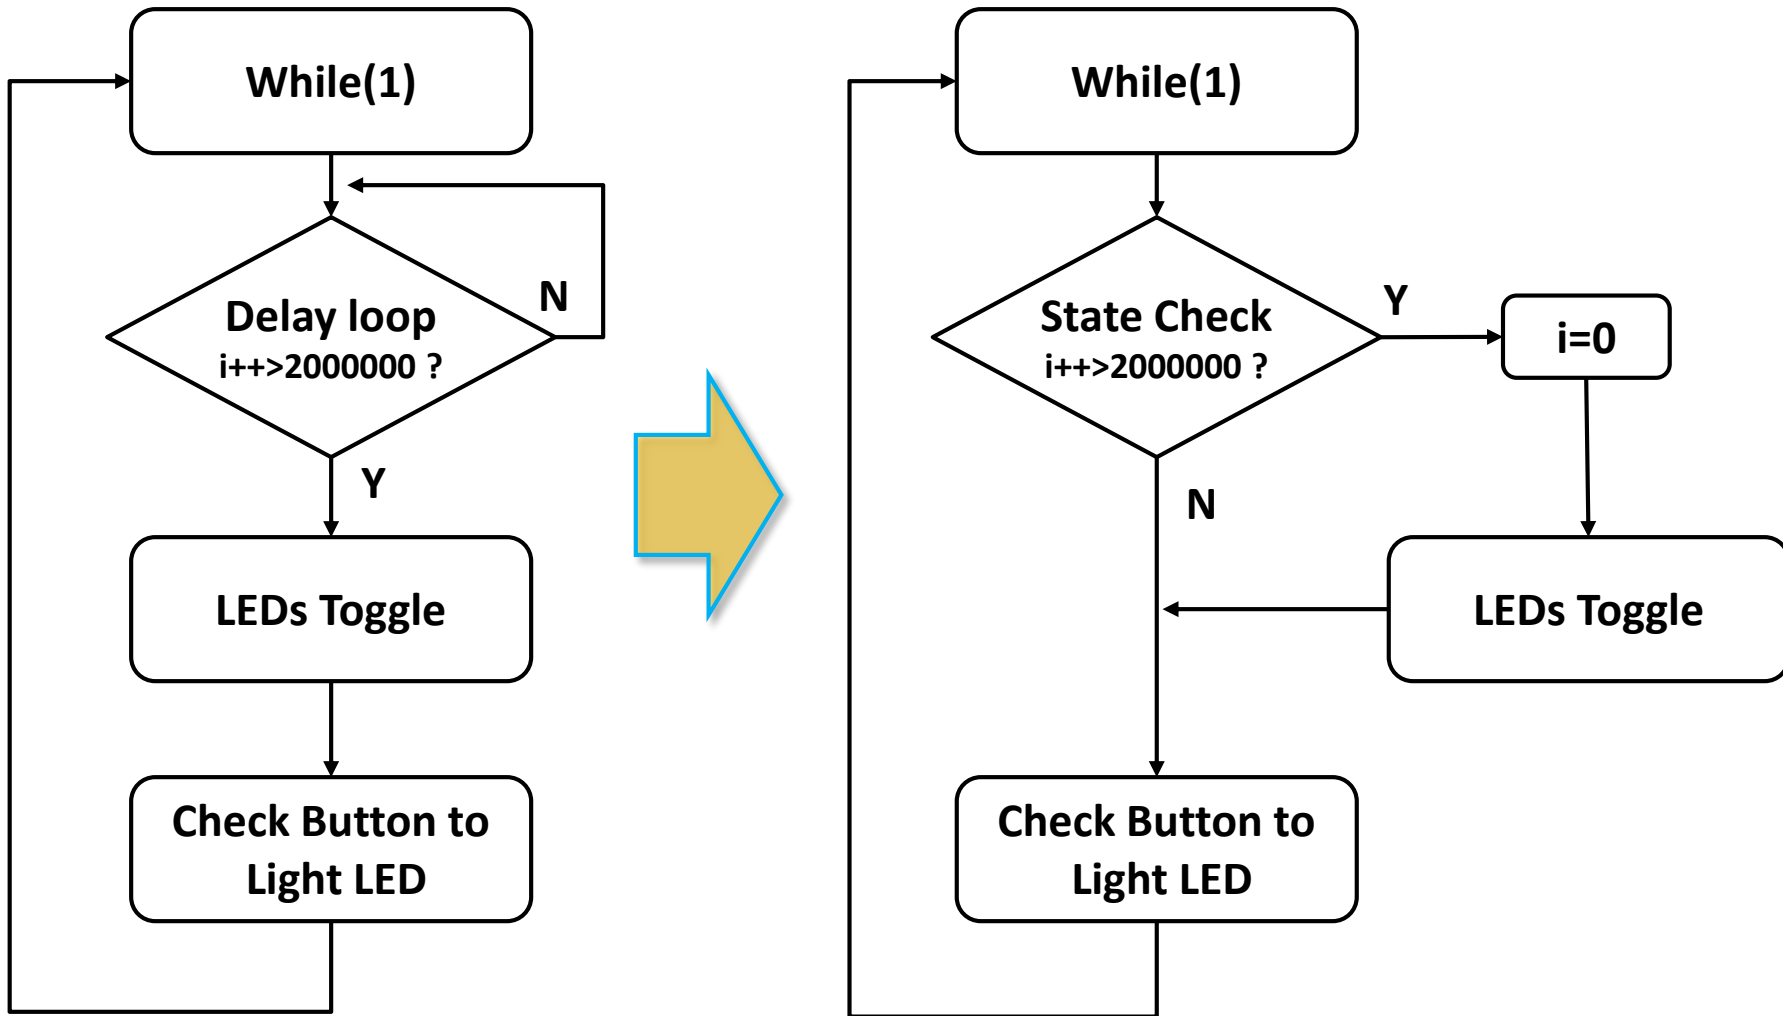 While(1)
N
Delay loop
i++>2000000 ?
Y
LEDs Toggle
Check Button to
Light LED
While(1)
Y
State Check
i++>2000000 ?
i=0
N
LEDs Toggle
Check Button to
Light LED